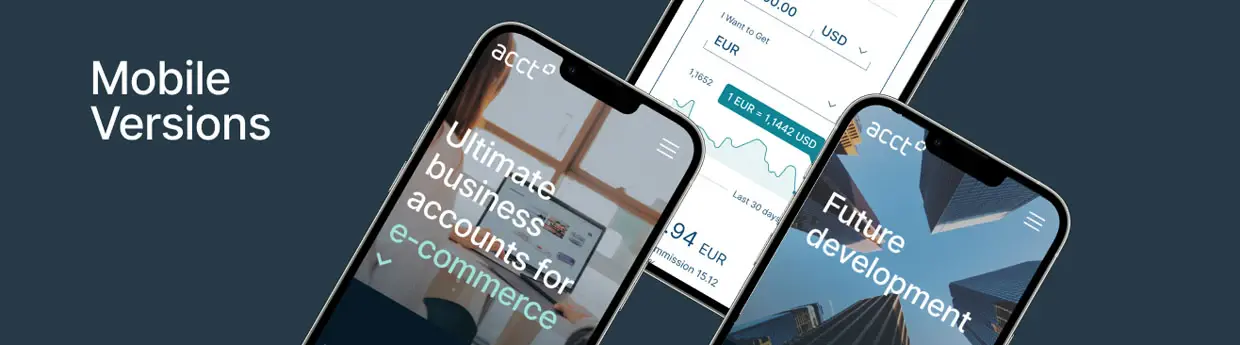 Mobile
Versions
acct
Ultimate
business
accounts for
e-commerce
00.00
USD
I Want to Get
EUR
1,1652
1 EUR = 1,1442 USD
Last 30 days
.94 EUR
mmission 15,12
acct
Future
development